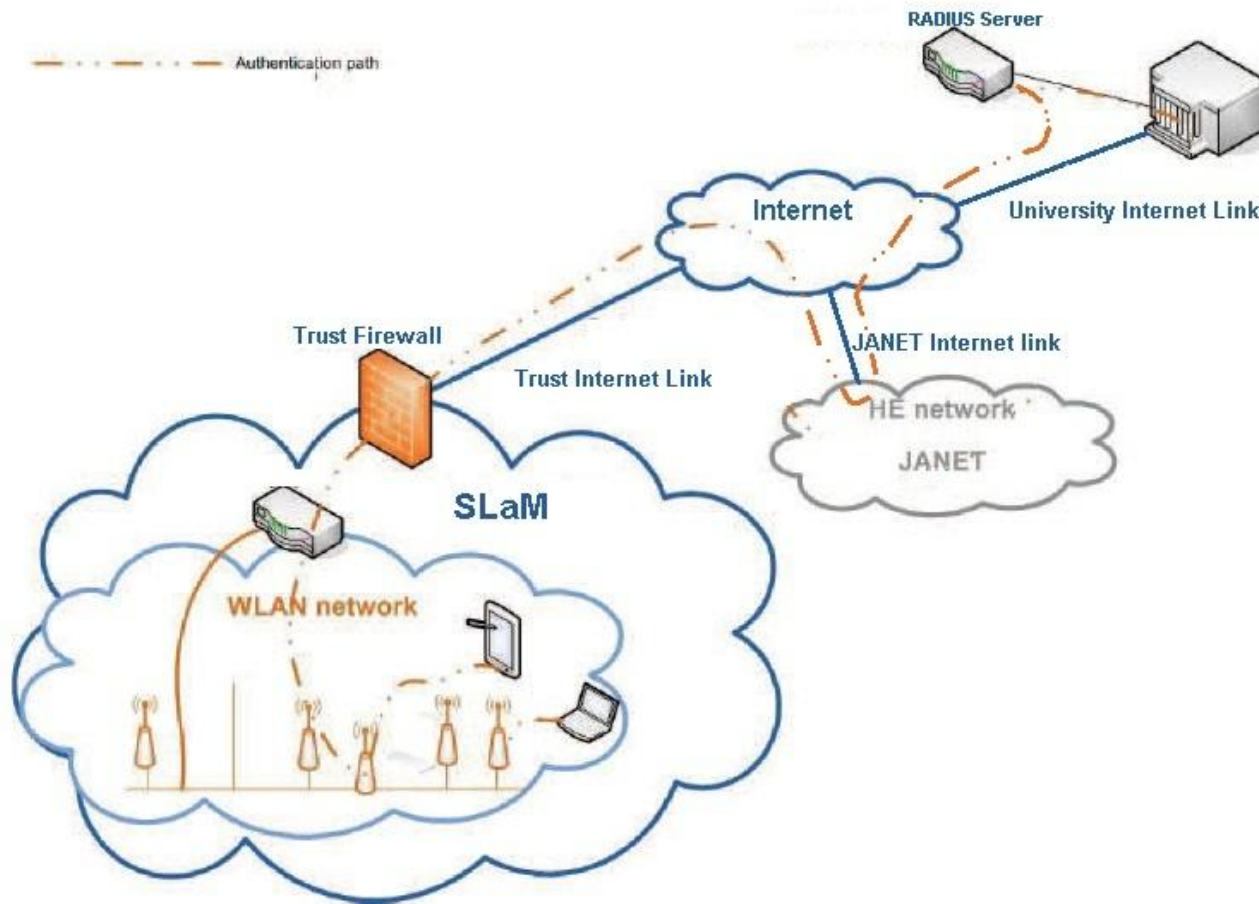 RADIUS Server
Authentication path
Internet
University Internet Link
Trust Firewall
JANET Internet link
Trust Internet Link
HE network
JANET
SLaM
WLAN network